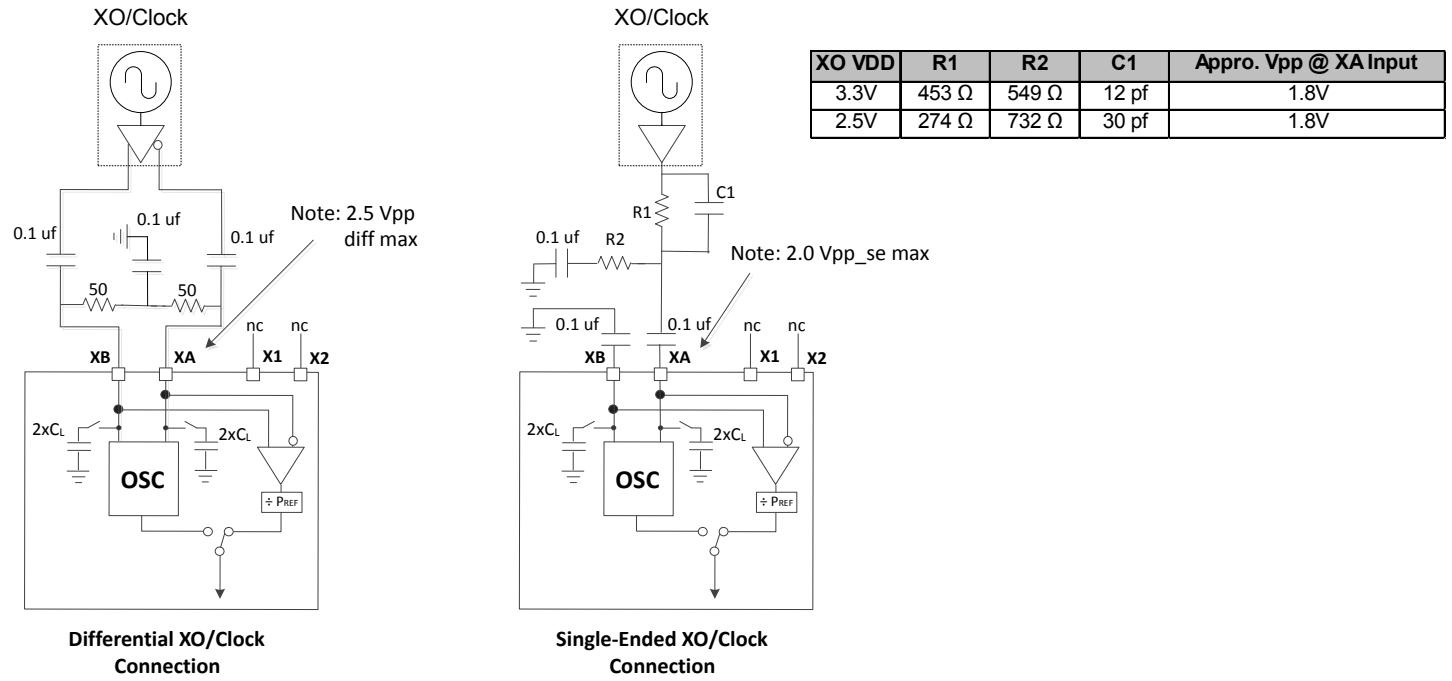 XO/Clock
0.1 uf
0.1 uf
0.1 uf
Note: 2.5 Vpp
diff max
50
50
nc
nc
XB
XA
X1
X2
2xCL
2xCL
OSC
÷ PREF
Differential XO/Clock
Connection
XO/Clock
C1
R1
0.1 uf
R2
Note: 2.0 Vpp_se max
0.1 uf
0.1 uf
nc
nc
XB
XA
X1
X2
2xCL
2xCL
OSC
÷ PREF
Single-Ended XO/Clock
Connection
XO VDD R1 R2 C1 Appro. Vpp @ XA Input
3.3V 453 Ω 549 Ω 12 pf 1.8V
2.5V 274 Ω 732 Ω 30 pf 1.8V